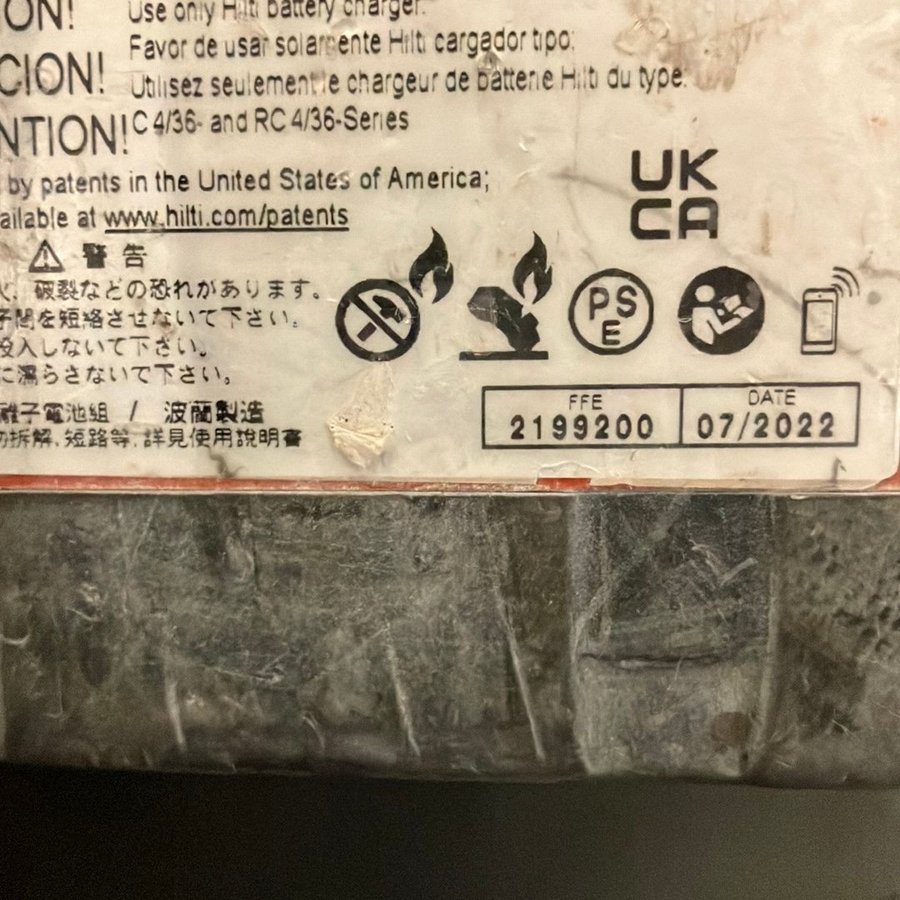 ON!
Use only Hilti battery charger.
CION!
Favor de usar solamente Hilti cargador tipo:
Utilisez seulement le chargeur de batterie Hilti du type:
NTION!
C 4/36- and RC 4/36-Series
by patents in the United States of America;
ailable at www.hilti.com/patents
UK
CA
警告
火、破裂などの恐れがあります。
子間を短絡させないで下さい。
投入しないで下さい。
に濡らさないで下さい。
離子電池組 / 波蘭製造
勿拆解,短路等,詳見使用說明書
PSE
FFE
2199200
DATE
07/2022